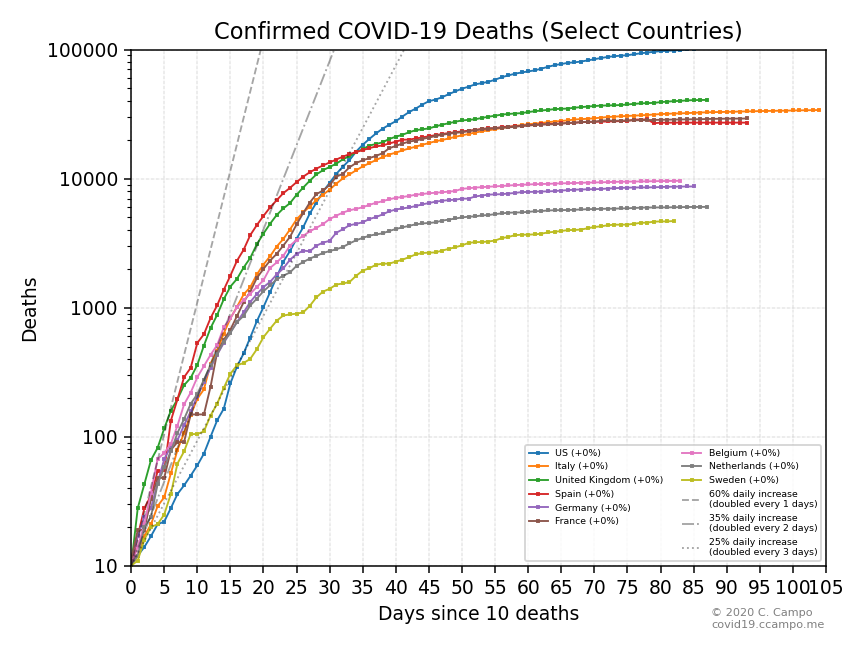 Confirmed COVID-19 Deaths (Select Countries)
100000
10000
1000
100
10
Deaths
0 5 10 15 20 25 30 35 40 45 50 55 60 65 70 75 80 85 90 95 100 105
Days since 10 deaths
US (+0%)
Italy (+0%)
United Kingdom (+0%)
Spain (+0%)
Germany (+0%)
France (+0%)
Belgium (+0%)
Netherlands (+0%)
Sweden (+0%)
60% daily increase
(doubled every 1 days)
35% daily increase
(doubled every 2 days)
25% daily increase
(doubled every 3 days)
© 2020 C. Campo
covid19.ccampo.me